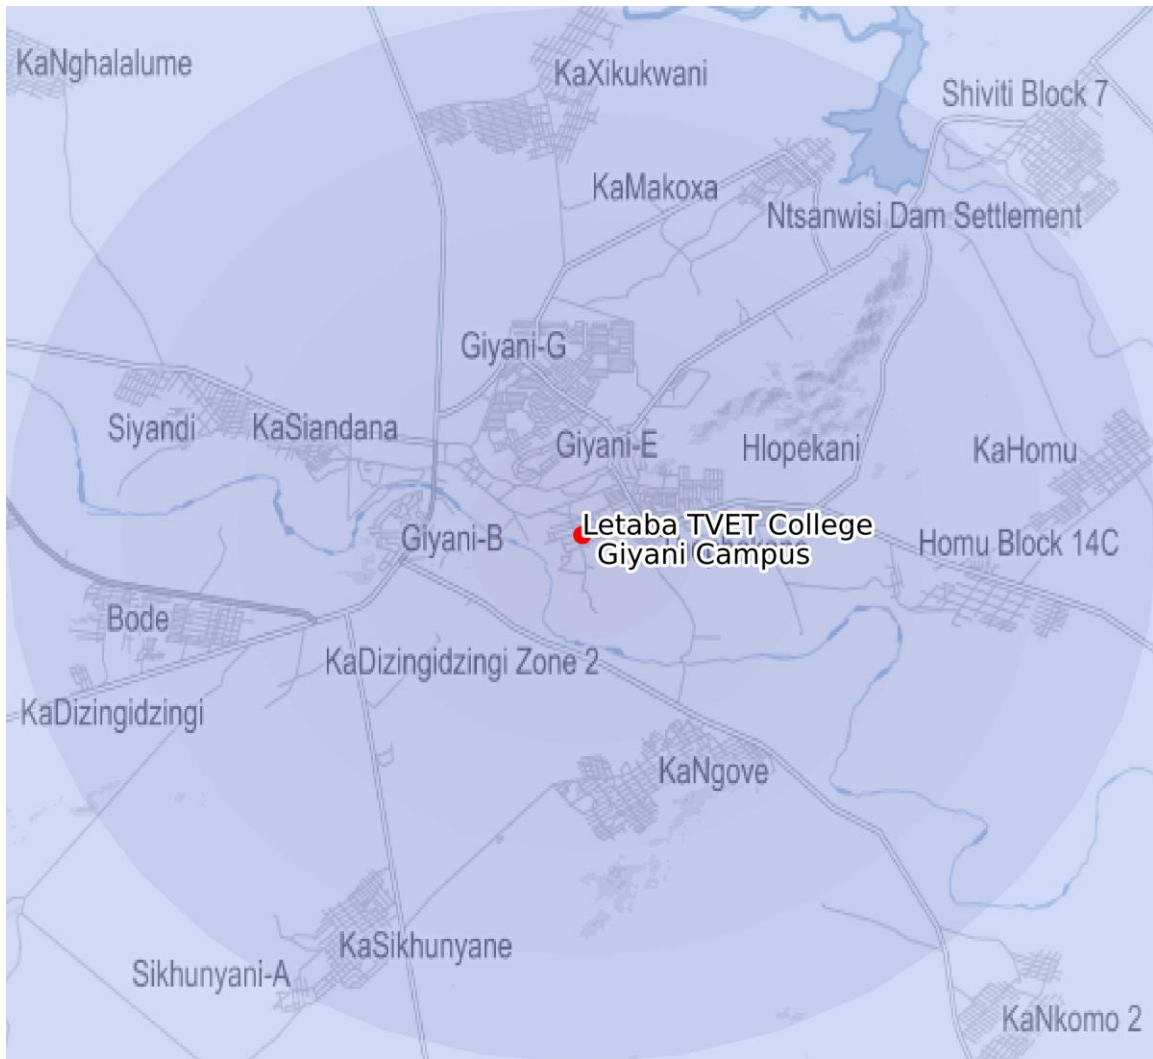 KaNghalalume
KaXikukwani
Shiviti Block 7
KaMakoxa
Ntsanwisi Dam Settlement
Giyani-G
Siyandi
KaSiandana
Giyani-E
Hlopekani
KaHomu
Giyani-B
Letaba TVET College
Giyani Campus
Homu Block 14C
Bode
KaDizingidzingi Zone 2
KaDizingidzingi
KaNgove
KaSikhunyane
Sikhunyani-A
KaNkomo 2